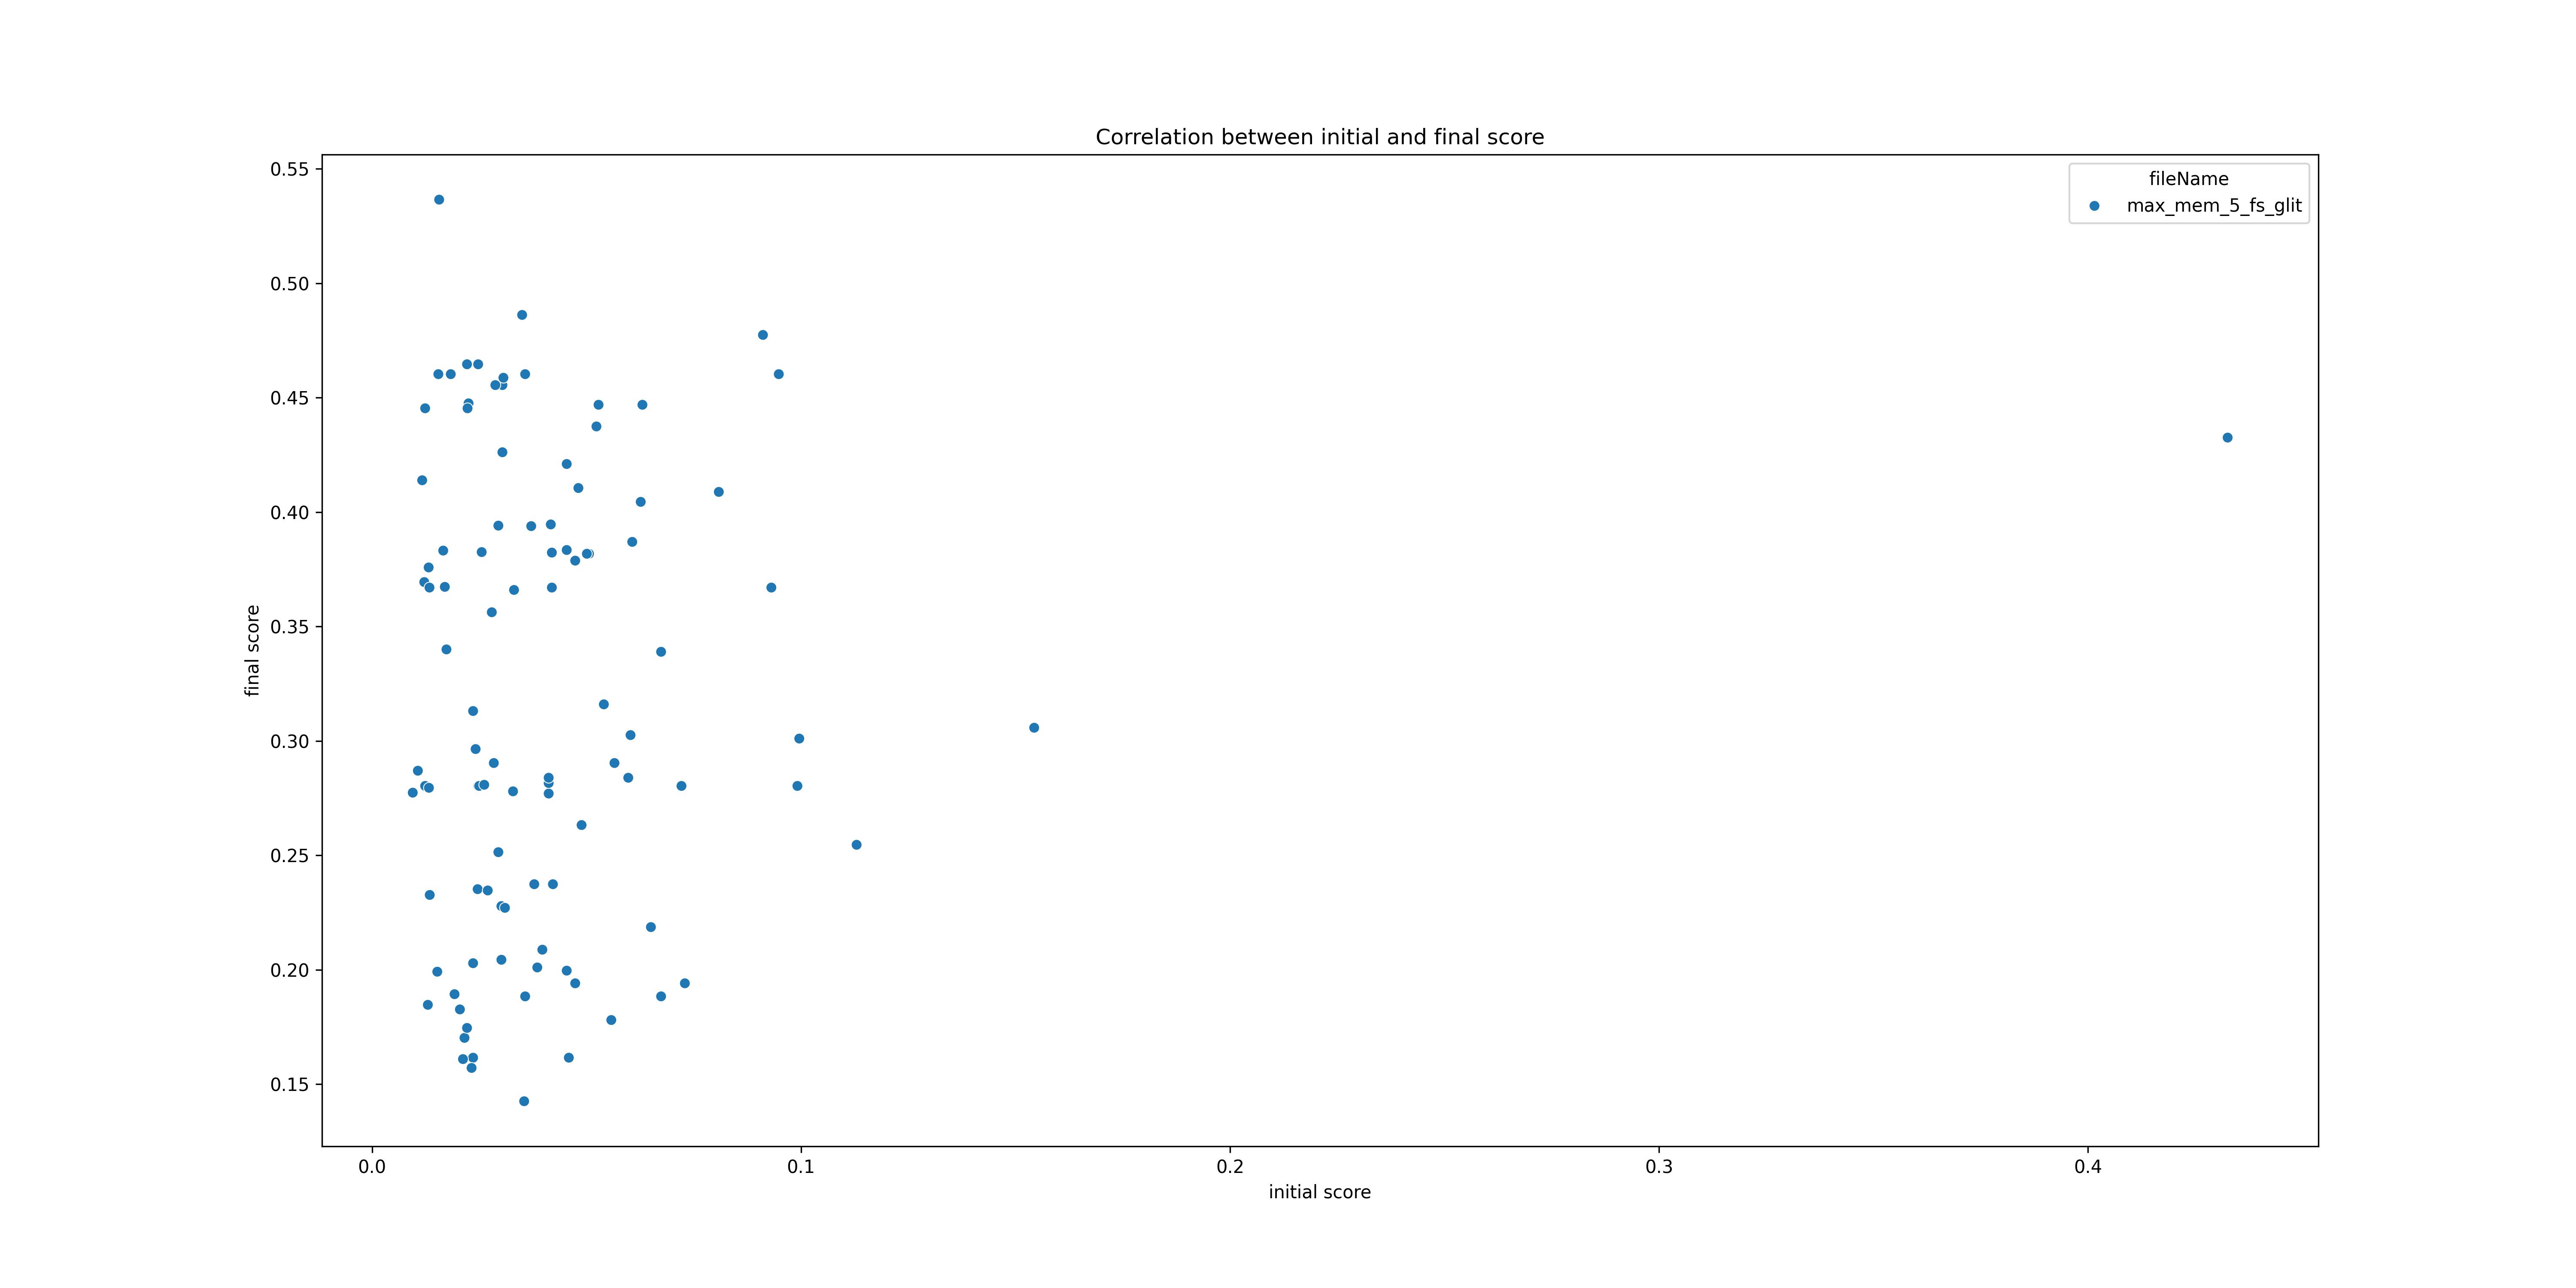 Correlation between initial and final score
fileName
max_mem_5_fs_glit
0.55
0.50
0.45
0.40
0.35
0.30
0.25
0.20
0.15
final score
0.0 0.1 0.2 0.3 0.4
initial score